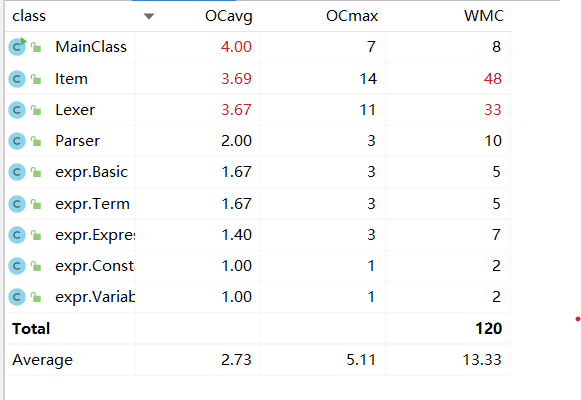 class OCavg OCmax WMC
MainClass 4.00 7 8
Item 3.69 14 48
Lexer 3.67 11 33
Parser 2.00 3 10
expr.Basic 1.67 3 5
expr.Term 1.67 3 5
expr.Expres 1.40 3 7
expr.Consta 1.00 1 2
expr.Variab 1.00 1 2
Total 120
Average 2.73 5.11 13.33